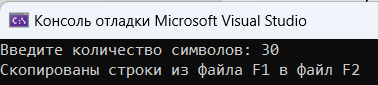 Консоль отладки Microsoft Visual Studio
Введите количество символов: 30
Скопированы строки из файла F1 в файл F2